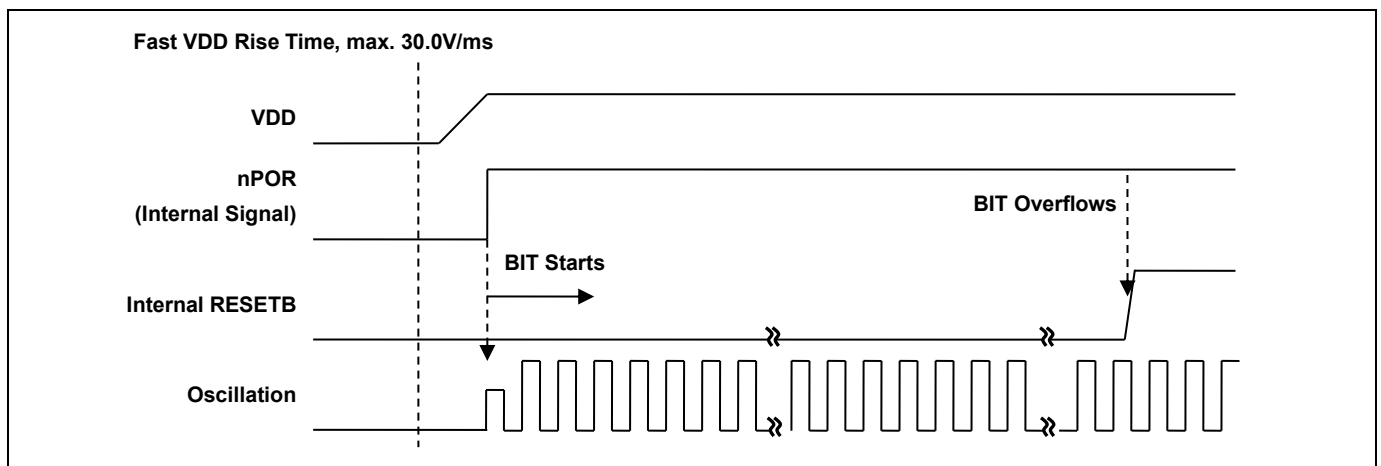 Fast VDD Rise Time, max. 30.0V/ms
VDD
nPOR
(Internal Signal)
BIT Overflows
BIT Starts
Internal RESETB
Oscillation